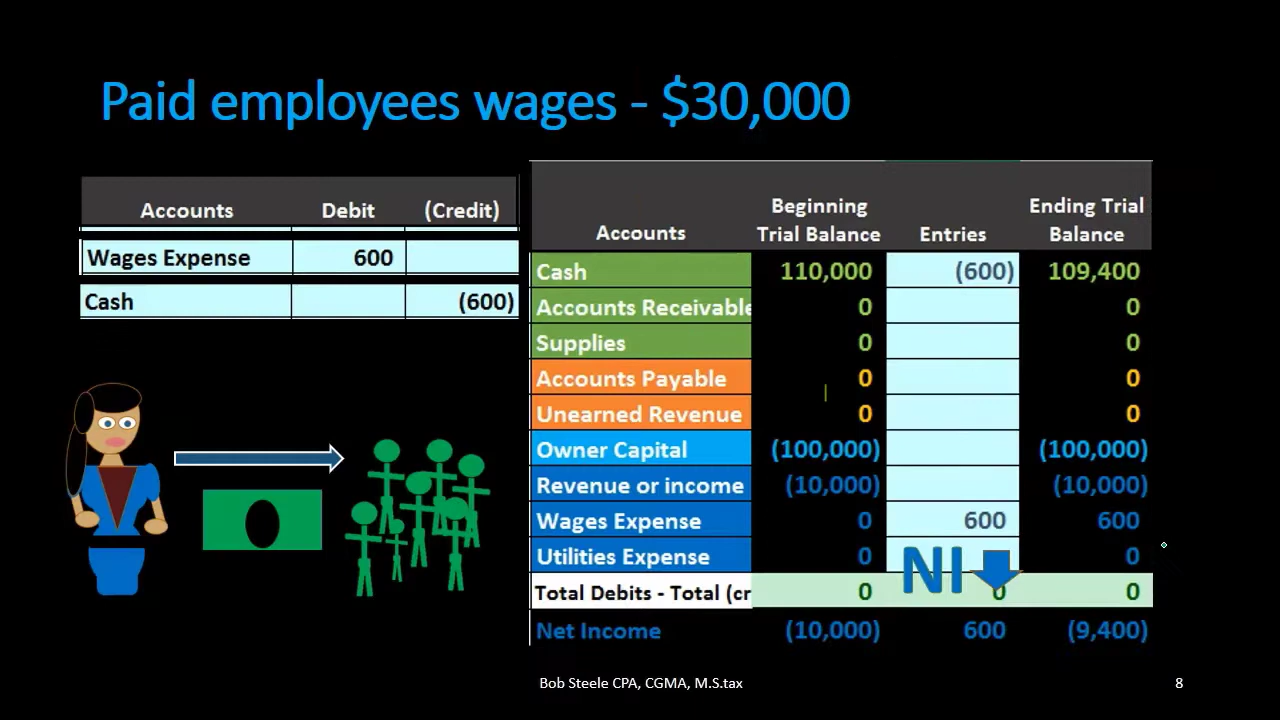 Paid employees wages - $30,000
Accounts Debit (Credit)
Wages Expense 600
Cash (600)
Accounts Beginning Trial Balance Entries Ending Trial Balance
Cash 110,000 (600) 109,400
Accounts Receivable 0 0
Supplies 0 0
Accounts Payable 0 0
Unearned Revenue 0 0
Owner Capital (100,000) (100,000)
Revenue or income (10,000) (10,000)
Wages Expense 0 600 600
Utilities Expense 0 0
NI
Total Debits - Total (cr 0 0 0
Net Income (10,000) 600 (9,400)
Bob Steele CPA, CGMA, M.S.tax 8